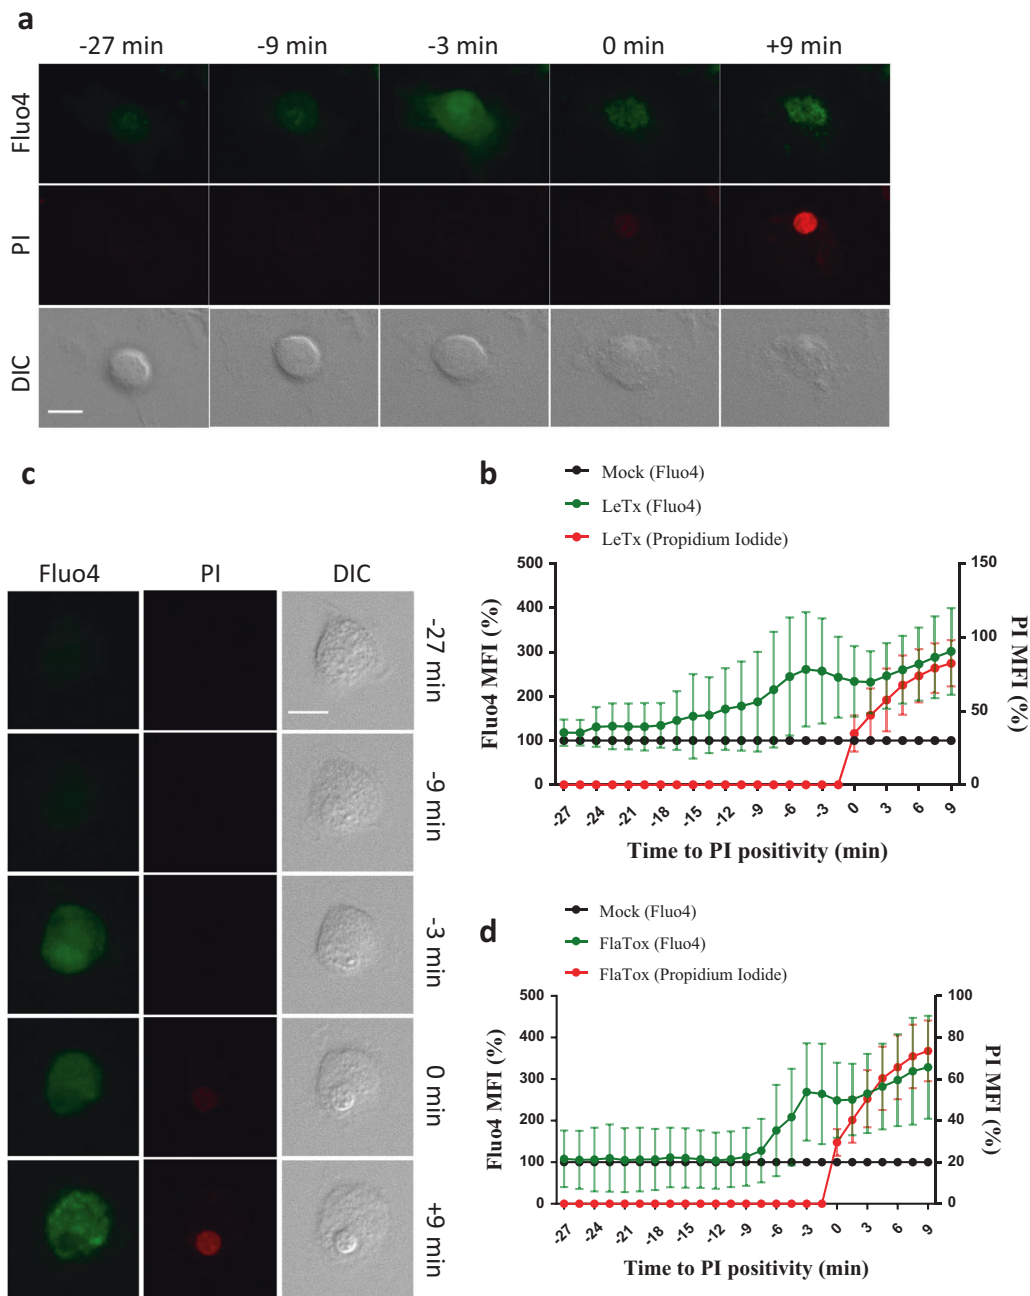 a
-27 min
-9 min
-3 min
0 min
+9 min
Fluo4
PI
DIC
c
Fluo4
PI
DIC
-27 min
-9 min
-3 min
0 min
+9 min
b
Mock (Fluo4)
LeTx (Fluo4)
LeTx (Propidium Iodide)
Fluo4 MFI (%)
500
400
300
200
100
0
150
100
50
0
PI MFI (%)
-27
-24
-21
-18
-15
-12
-9
-6
-3
0
3
6
9
Time to PI positivity (min)
d
Mock (Fluo4)
FlaTox (Fluo4)
FlaTox (Propidium Iodide)
Fluo4 MFI (%)
500
400
300
200
100
0
100
80
60
40
20
0
PI MFI (%)
-27
-24
-21
-18
-15
-12
-9
-6
-3
0
3
6
9
Time to PI positivity (min)